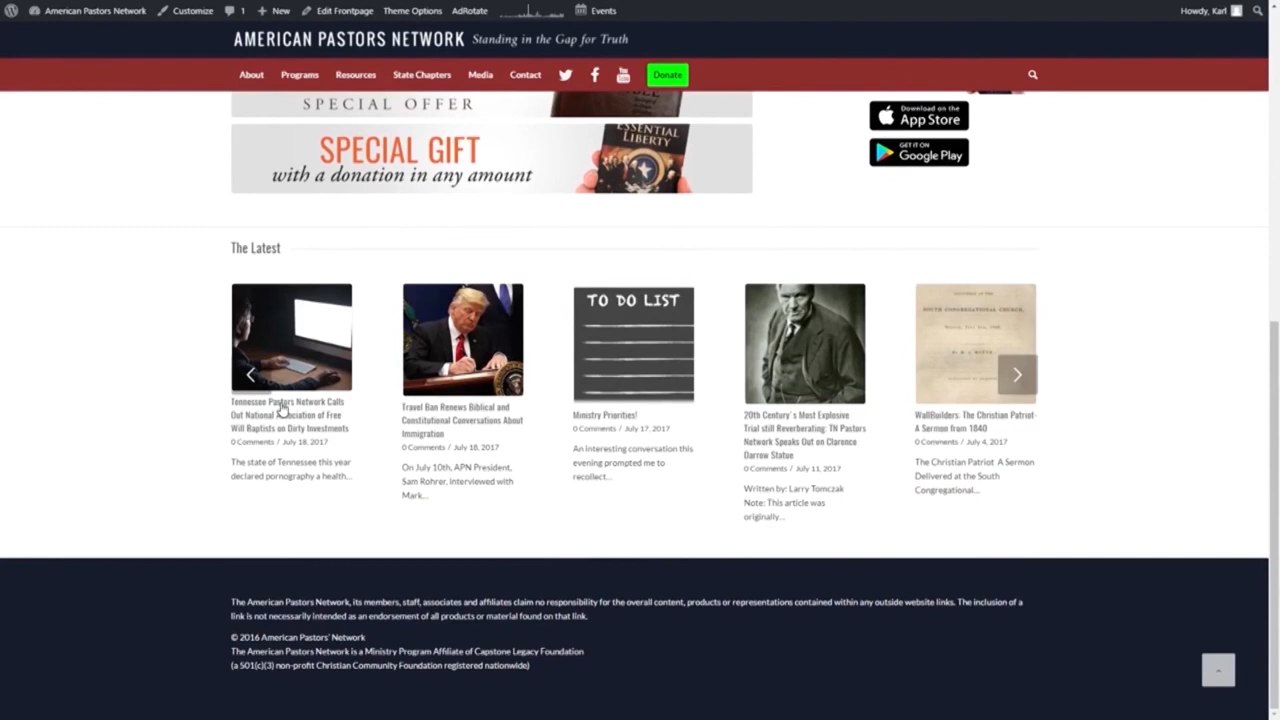 American Pastors Network Customize 1 New Edit Frontpage Theme Options AdRotate Events Howdy, Karl
AMERICAN PASTORS NETWORK Standing in the Gap for Truth
About Programs Resources State Chapters Media Contact Donate
SPECIAL OFFER
SPECIAL GIFT
with a donation in any amount
ESSENTIAL
LIBERTY
Download on the
App Store
GET IT ON
Google Play
The Latest
Tennessee Pastors Network Calls
Out National Association of Free
Will Baptists on Dirty Investments
0 Comments / July 18, 2017
The state of Tennessee this year
declared pornography a health...
Travel Ban Renews Biblical and
Constitutional Conversations About
Immigration
0 Comments / July 18, 2017
On July 10th, APN President,
Sam Rohrer, interviewed with
Mark...
TO DO LIST
Ministry Priorities!
0 Comments / July 17, 2017
An interesting conversation this
evening prompted me to
recollect...
20th Century's Most Explosive
Trial still Reverberating: TN Pastors
Network Speaks Out on Clarence
Darrow Statue
0 Comments / July 11, 2017
Written by: Larry Tomczak
Note: This article was
originally...
SOUTH CONGREGATIONAL CHURCH,
WallBuilders: The Christian Patriot -
A Sermon from 1840
0 Comments / July 4, 2017
The Christian Patriot A Sermon
Delivered at the South
Congregational...
The American Pastors Network, its members, staff, associates and affiliates claim no responsibility for the overall content, products or representations contained within any outside website links. The inclusion of a
link is not necessarily intended as an endorsement of all products or material found on that link.
© 2016 American Pastors' Network
The American Pastors Network is a Ministry Program Affiliate of Capstone Legacy Foundation
(a 501(c)(3) non-profit Christian Community Foundation registered nationwide)